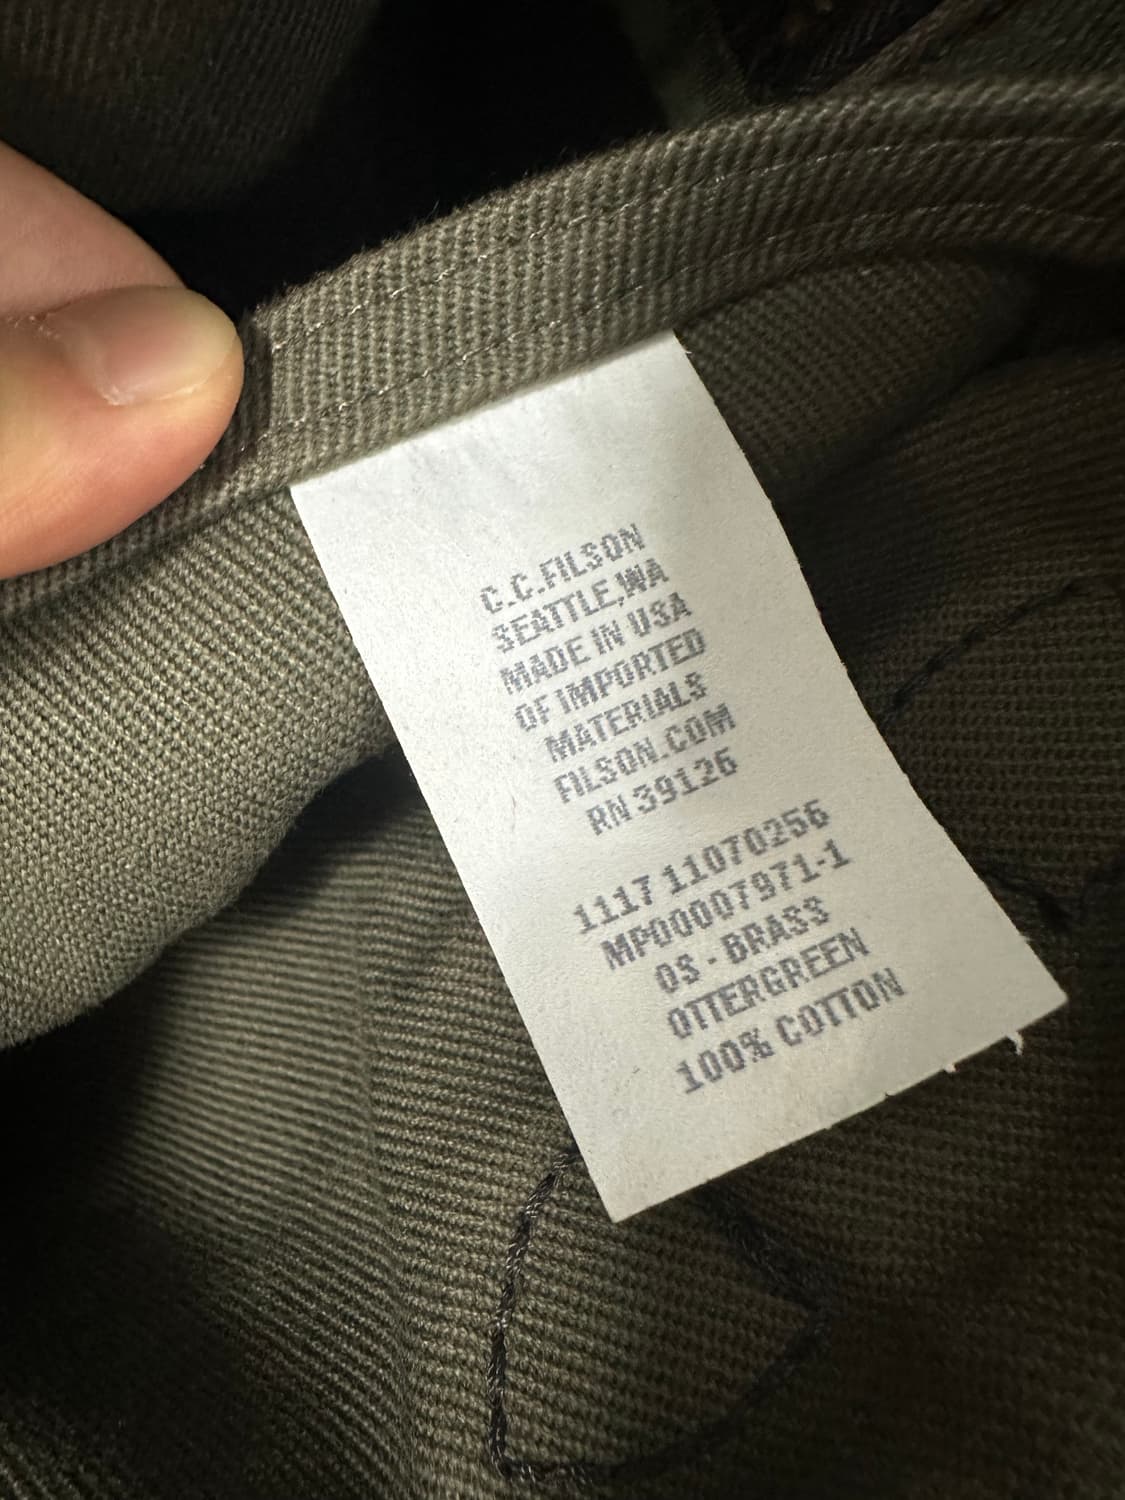 C.C.FILSON
SEATTLE,WA
MADE IN USA
OF IMPORTED
MATERIALS
FILSON.COM
RN 39126
1117 11070256
MP00007971-1
OS - BRASS
OTTERGREEN
100% COTTON